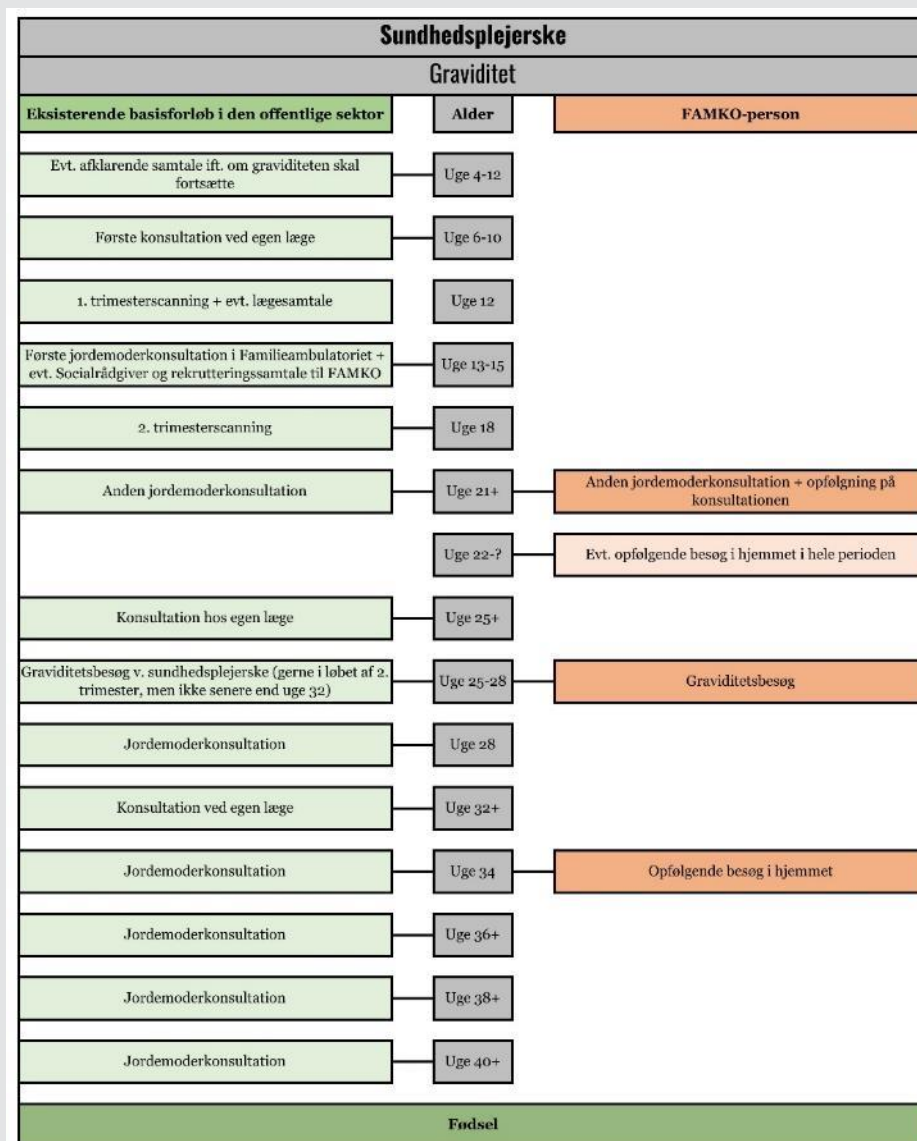 Sundhedsplejerske
Graviditet
Eksisterende basisforløb i den offentlige sektor
Alder
FAMKO-person
Evt. afklarende samtale ift. om graviditeten skal
fortsætte
Uge 4-12
Første konsultation ved egen læge
Uge 6-10
1. trimesterscanning + evt. lægesamtale
Uge 12
Første jordemoderkonsultation i Familieambulatoriet +
evt. Socialrådgiver og rekrutteringssamtale til FAMKO
Uge 13-15
2. trimesterscanning
Uge 18
Anden jordemoderkonsultation
Uge 21+
Anden jordemoderkonsultation + opfølgning på
konsultationen
Uge 22-?
Evt. opfølgende besøg i hjemmet i hele perioden
Konsultation hos egen læge
Uge 25+
Graviditetsbesøg v. sundhedsplejerske (gerne i løbet af 2.
trimester, men ikke senere end uge 32)
Uge 25-28
Graviditetsbesøg
Jordemoderkonsultation
Uge 28
Konsultation ved egen læge
Uge 32+
Jordemoderkonsultation
Uge 34
Opfølgende besøg i hjemmet
Jordemoderkonsultation
Uge 36+
Jordemoderkonsultation
Uge 38+
Jordemoderkonsultation
Uge 40+
Fødsel